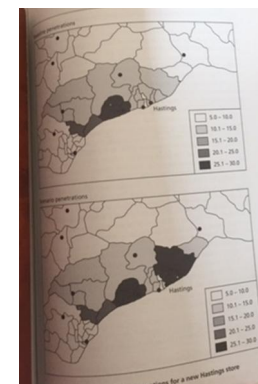 penetrations
Hastings
5.0 – 10.0
10.1 – 15.0
15.1 – 20.0
20.1 – 25.0
25.1 – 30.0
penetrations
Hastings
5.0 – 10.0
10.1 – 15.0
15.1 – 20.0
20.1 – 25.0
25.1 – 30.0
for a new Hastings store